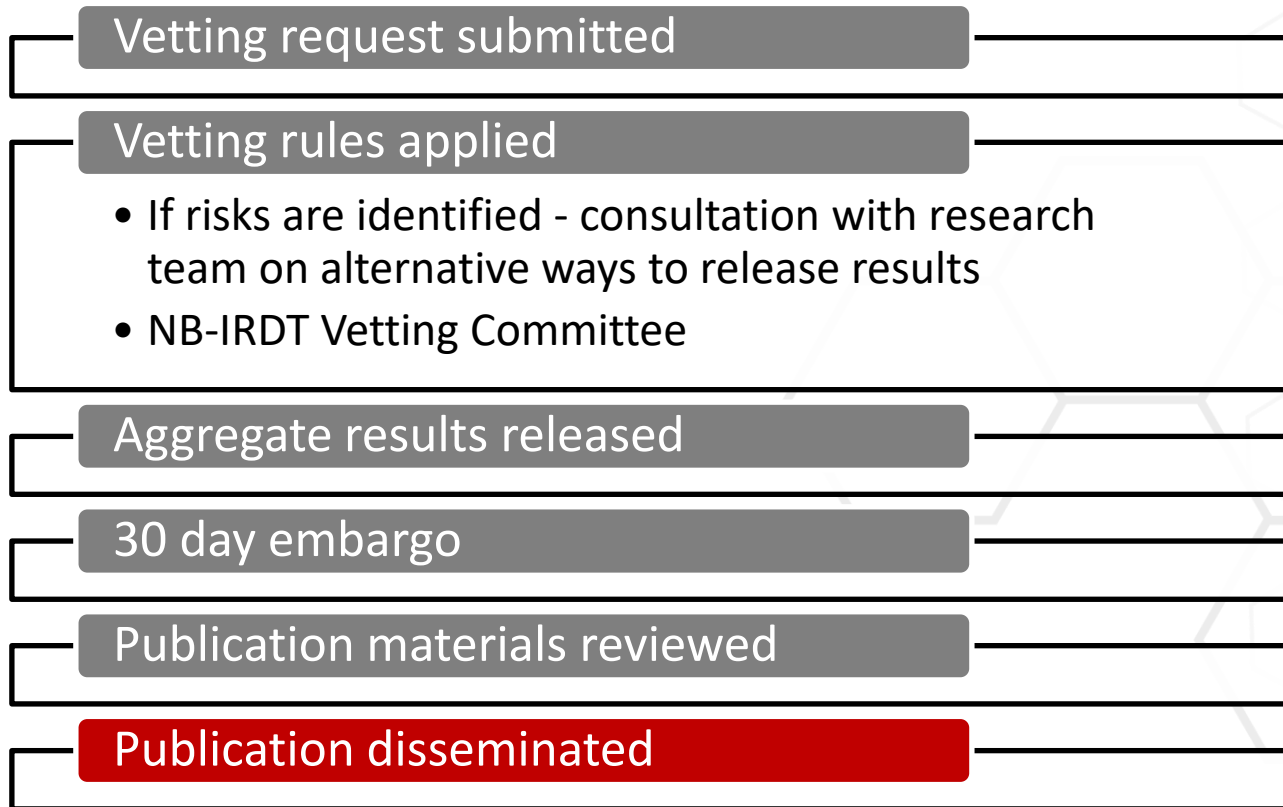 Vetting request submitted
Vetting rules applied
• If risks are identified - consultation with research
team on alternative ways to release results
• NB-IRDT Vetting Committee
Aggregate results released
30 day embargo
Publication materials reviewed
Publication disseminated